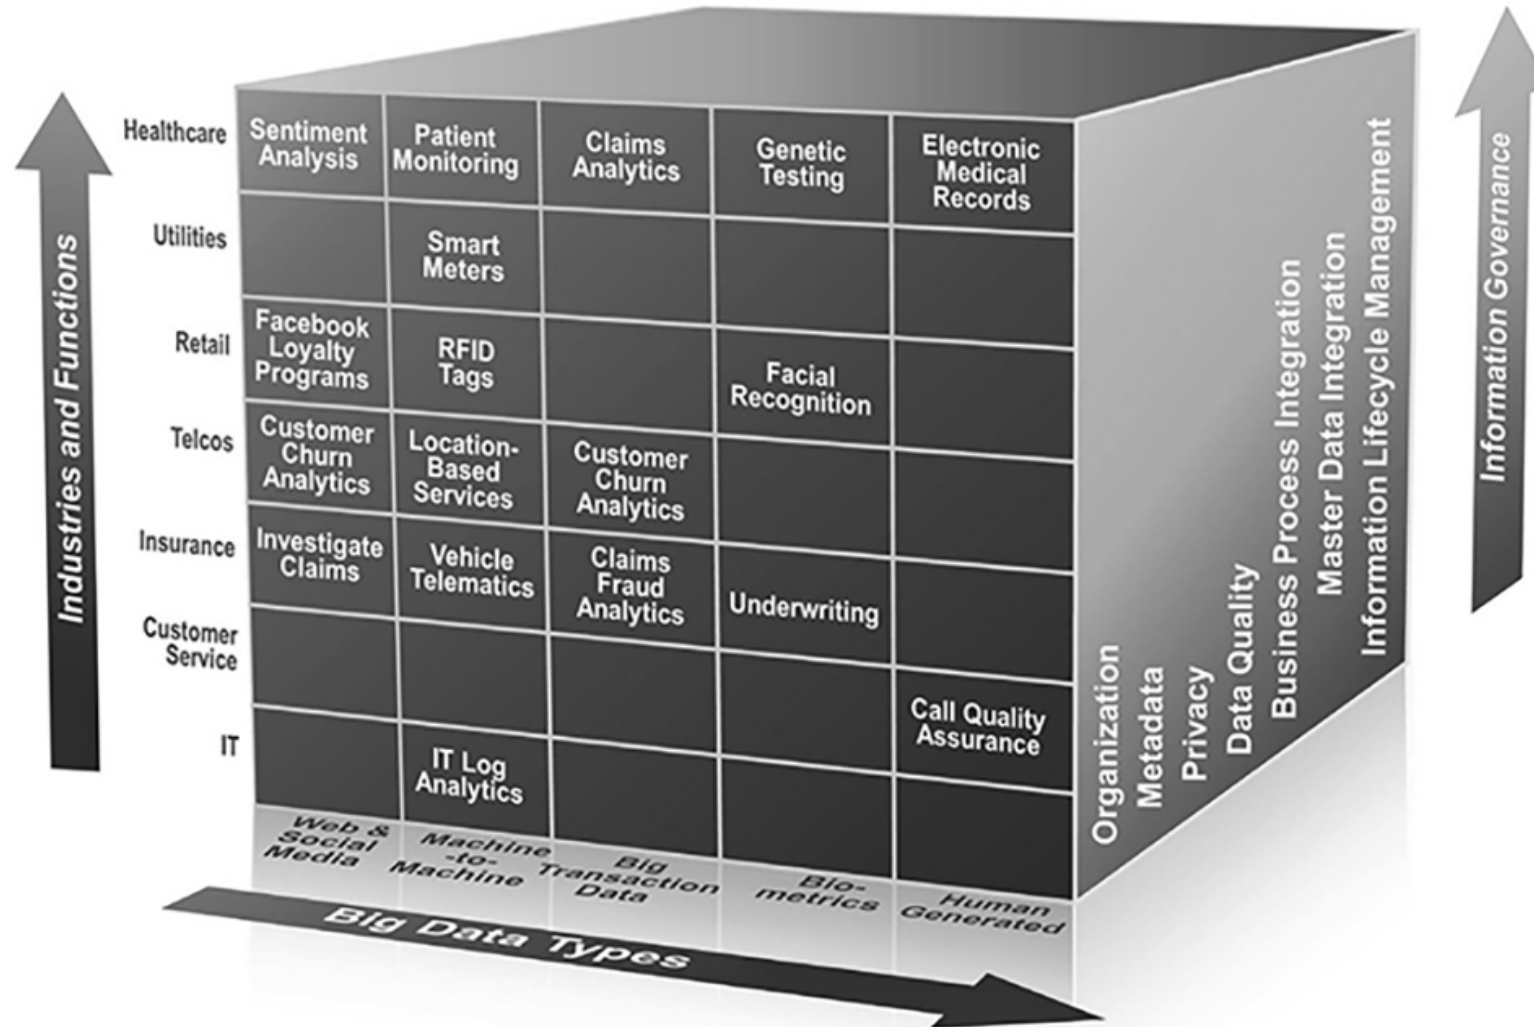 Industries and Functions
Information Governance
Healthcare
Sentiment
Analysis
Patient
Monitoring
Claims
Analytics
Genetic
Testing
Electronic
Medical
Records
Utilities
Smart
Meters
Retail
Facebook
Loyalty
Programs
RFID
Tags
Facial
Recognition
Telcos
Customer
Churn
Analytics
Location-
Based
Services
Customer
Churn
Analytics
Insurance
Investigate
Claims
Vehicle
Telematics
Claims
Fraud
Analytics
Underwriting
Customer
Service
Call Quality
Assurance
IT
IT Log
Analytics
Web &
Social
Media
Machine
-to-
Machine
Big
Transaction
Data
Bio-
metrics
Human
Generated
Big Data Types
Organization
Metadata
Privacy
Data Quality
Business Process Integration
Master Data Integration
Information Lifecycle Management